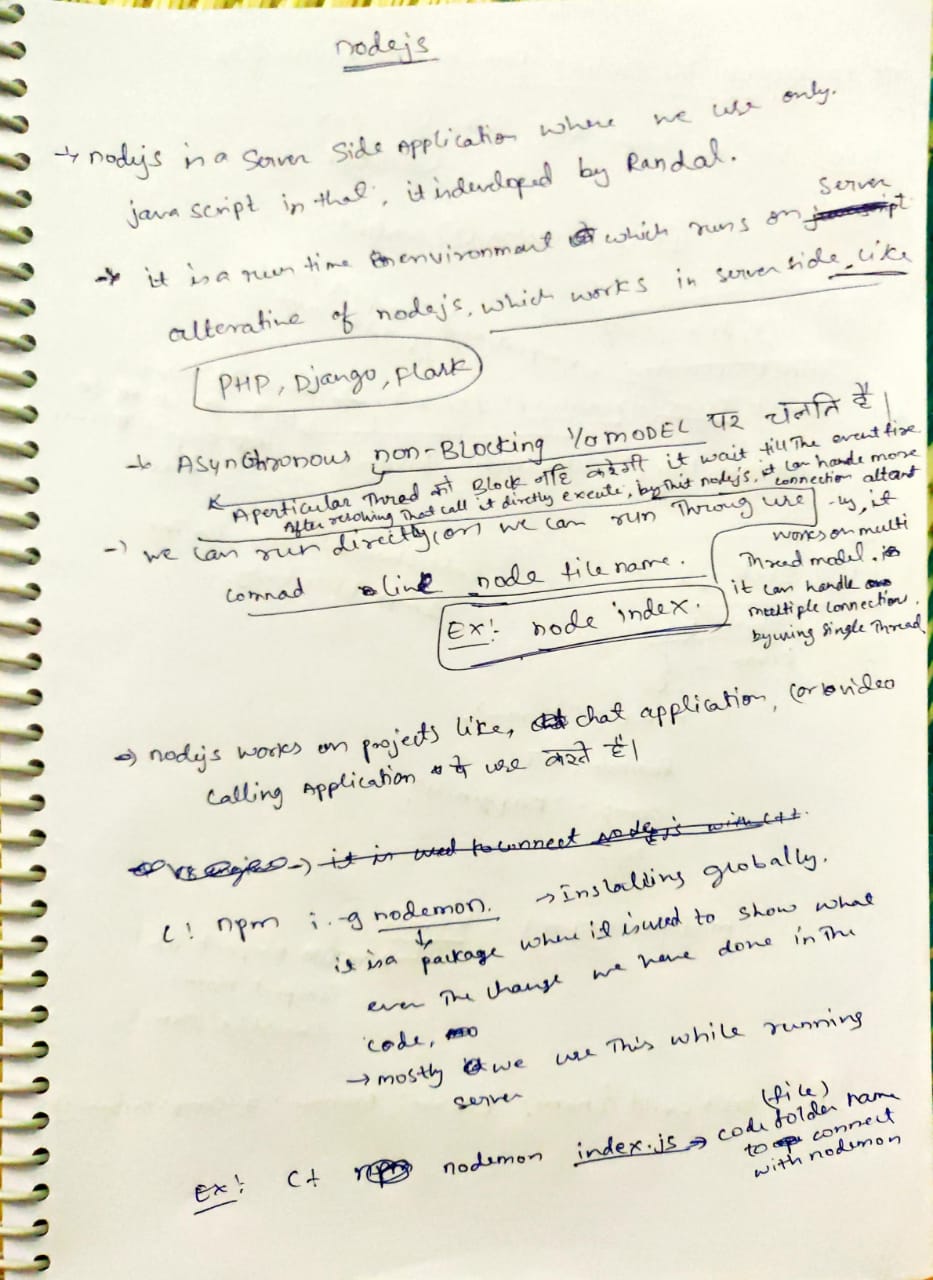 nodejs
→ nodejs is a server side application where we use only.
java script in that, it is developed by Randal.
server
→ it is a run time environment which runs on
alterative of nodejs, which works in server side. like
PHP, Django, Flask
→ Asynchronous non-Blocking I/O MODEL पर चलति है।
A perticular Thred को Block नहि करेगी it wait till The event fire
After resolving That call it dirctly execute, by this nodejs, it can handle more
connection altant
→ we can run directly (or) we can run Throug use -ly, it
works on multi
comnad line node file name.
Thread model.
it can handle
multiple connection,
by using single Thread
Ex:- node index.
→ nodejs works on projects like, chat application, (or) video
calling Application में use करते है।
→ it is used to connect nodejs with c++.
C! npm i. -g nodemon. → Installing globally.
it is a package where it is used to show what
ever The change we have done in The
code,
→ mostly we use This while running
server
(file)
Ex:- C+ nodemon index.js → code folder name
to connect
with nodemon